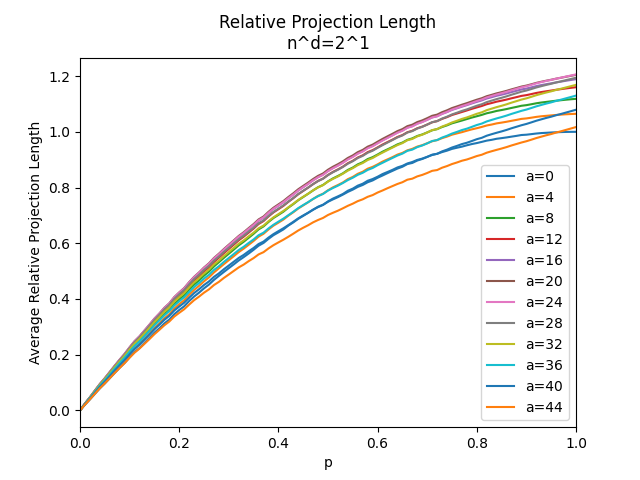 Relative Projection Length
n^d=2^1
Average Relative Projection Length
1.2
1.0
0.8
0.6
0.4
0.2
0.0
a=0
a=4
a=8
a=12
a=16
a=20
a=24
a=28
a=32
a=36
a=40
a=44
0.0 0.2 0.4 0.6 0.8 1.0
p